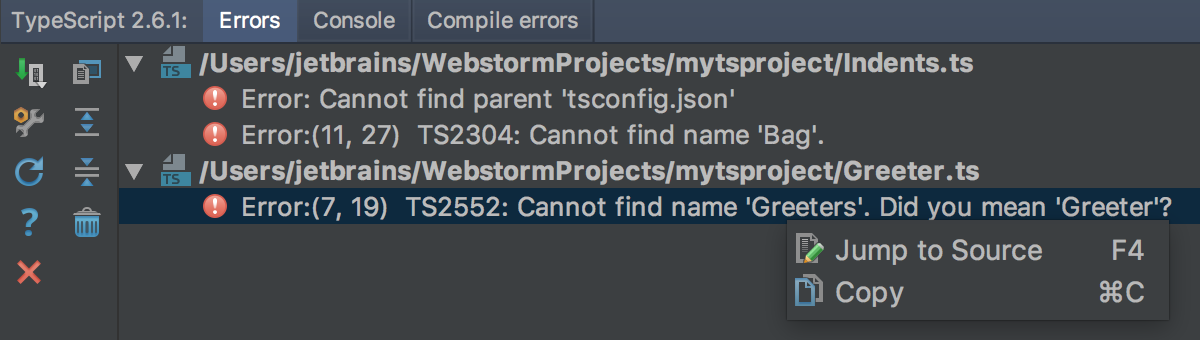 TypeScript 2.6.1: Errors Console Compile errors
TS /Users/jetbrains/WebstormProjects/mytsproject/Indents.ts
Error: Cannot find parent 'tsconfig.json'
Error:(11, 27) TS2304: Cannot find name 'Bag'.
TS /Users/jetbrains/WebstormProjects/mytsproject/Greeter.ts
Error:(7, 19) TS2552: Cannot find name 'Greeters'. Did you mean 'Greeter'?
Jump to Source F4
Copy ⌘C